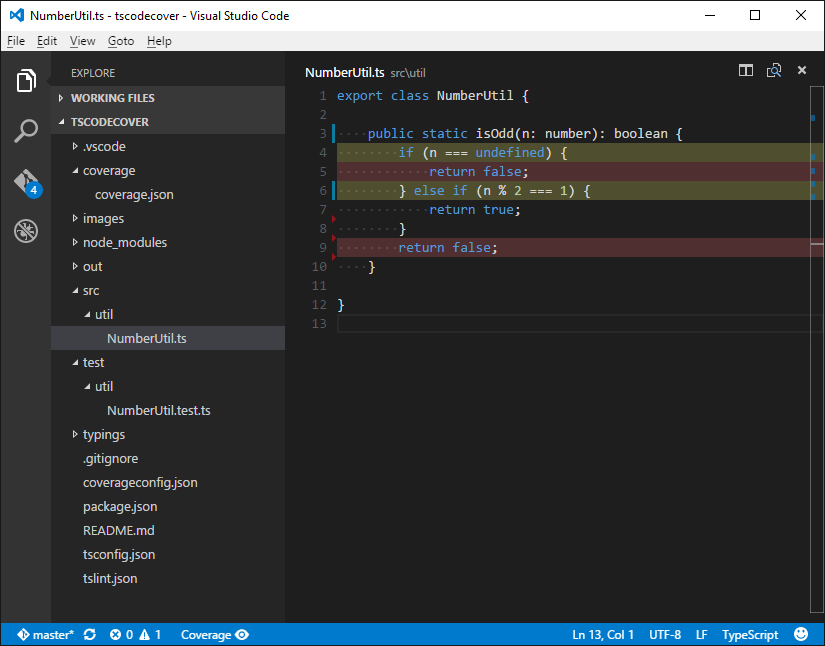 NumberUtil.ts - tscodecover - Visual Studio Code
File Edit View Goto Help
EXPLORE
WORKING FILES
TSCODECOVER
.vscode
coverage
coverage.json
images
node_modules
out
src
util
NumberUtil.ts
test
util
NumberUtil.test.ts
typings
.gitignore
coverageconfig.json
package.json
README.md
tsconfig.json
tslint.json
4
NumberUtil.ts src\util
1 export class NumberUtil {
2
3 public static isOdd(n: number): boolean {
4 if (n === undefined) {
5 return false;
6 } else if (n % 2 === 1) {
7 return true;
8 }
9 return false;
10 }
11
12 }
13
master* 0 1 Coverage Ln 13, Col 1 UTF-8 LF TypeScript